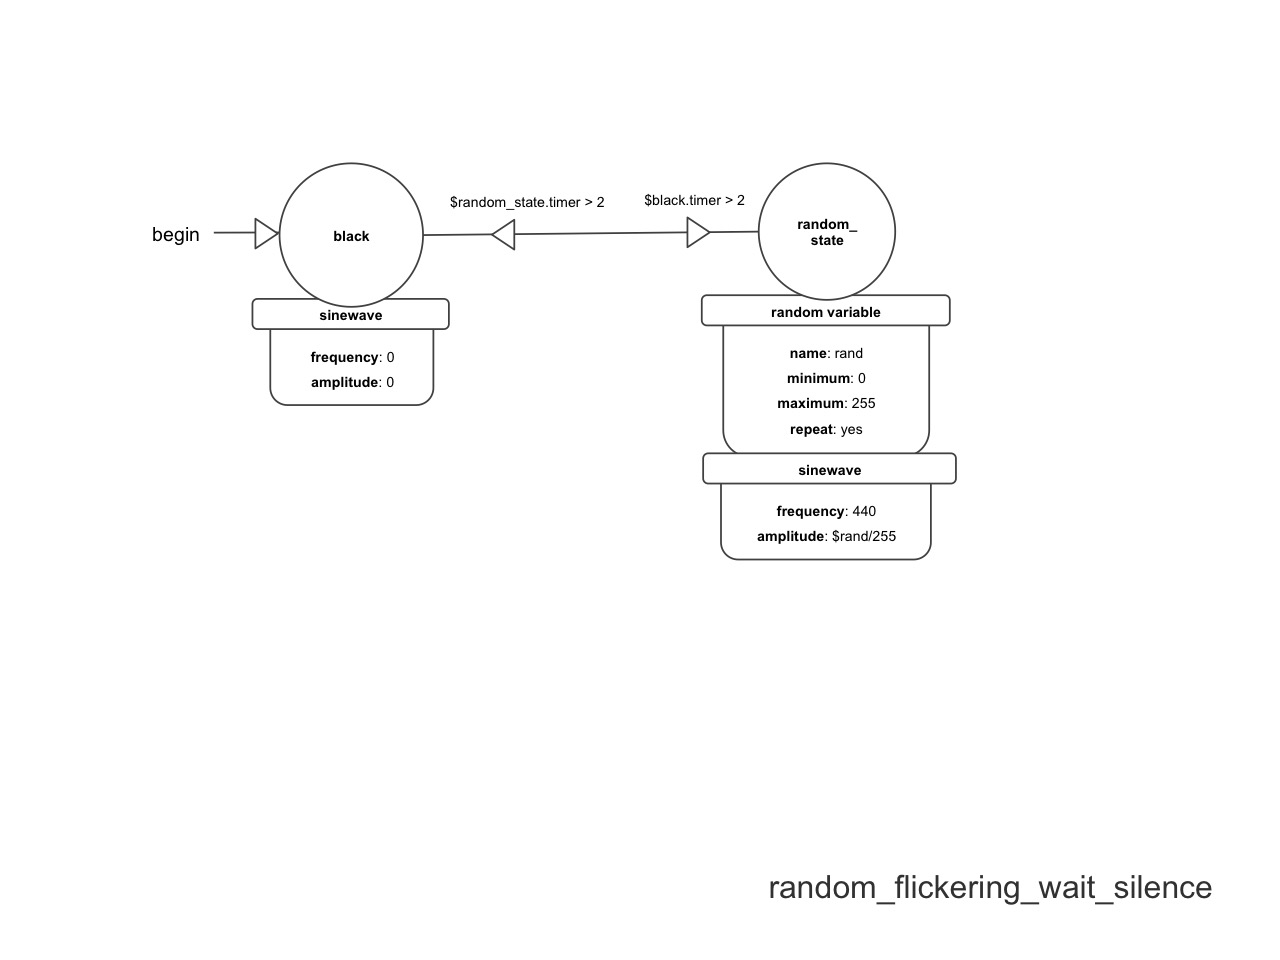 $random_state.timer > 2
$black.timer > 2
begin
black
random_
state
sinewave
frequency: 0
amplitude: 0
random variable
name: rand
minimum: 0
maximum: 255
repeat: yes
sinewave
frequency: 440
amplitude: $rand/255
random_flickering_wait_silence